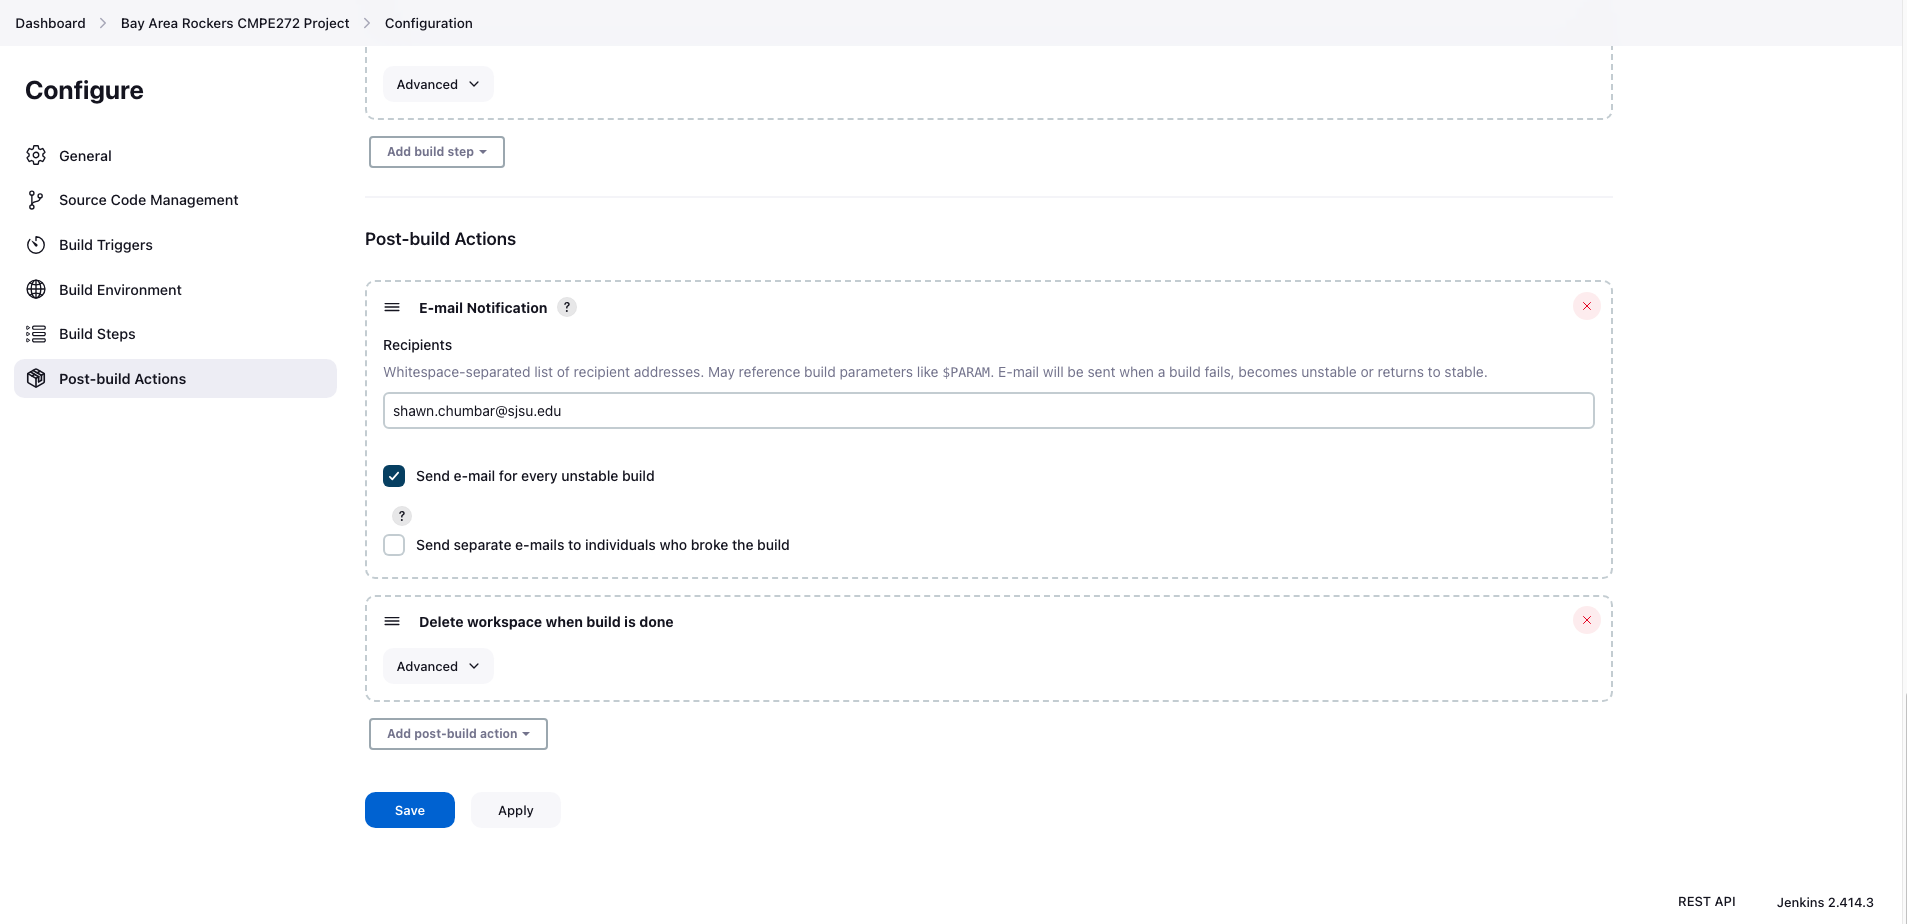 Dashboard > Bay Area Rockers CMPE272 Project > Configuration
Configure
General
Source Code Management
Build Triggers
Build Environment
Build Steps
Post-build Actions
Advanced
Add build step
Post-build Actions
E-mail Notification ?
Recipients
Whitespace-separated list of recipient addresses. May reference build parameters like $PARAM. E-mail will be sent when a build fails, becomes unstable or returns to stable.
shawn.chumbar@sjsu.edu
Send e-mail for every unstable build
?
Send separate e-mails to individuals who broke the build
Delete workspace when build is done
Advanced
Add post-build action
Save Apply
REST API Jenkins 2.414.3